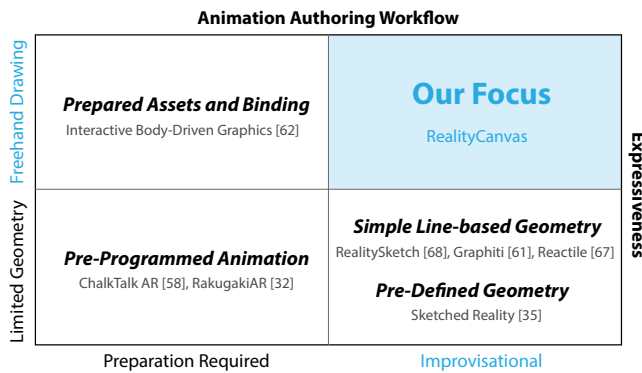 Animation Authoring Workflow
Freehand Drawing
Prepared Assets and Binding
Interactive Body-Driven Graphics [62]
Our Focus
RealityCanvas
Expressiveness
Limited Geometry
Pre-Programmed Animation
ChalkTalk AR [58], RakugakiAR [32]
Simple Line-based Geometry
RealitySketch [68], Graphiti [61], Reactile [67]
Pre-Defined Geometry
Sketched Reality [35]
Preparation Required
Improvisational